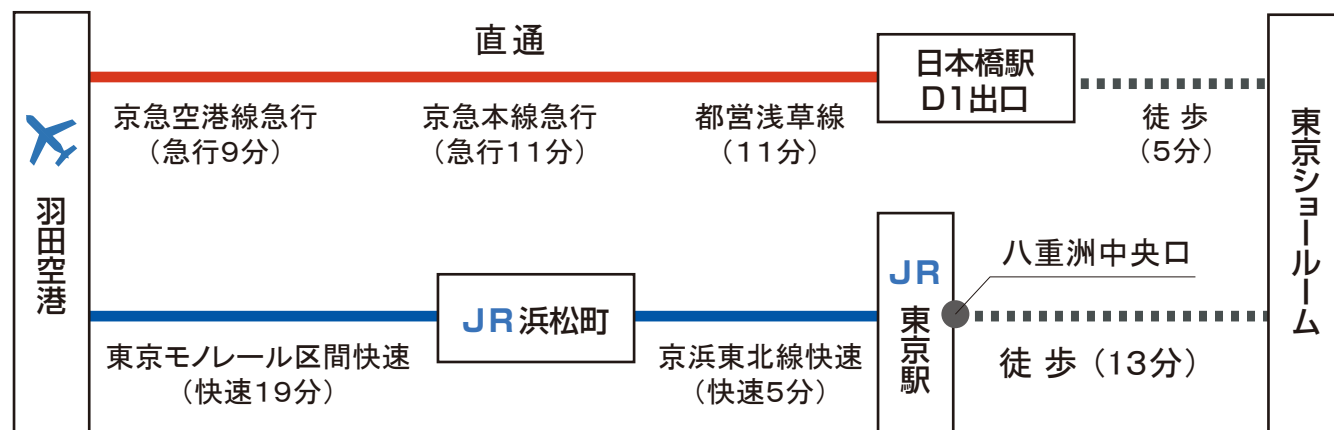 羽田空港
直通
京急空港線急行
（急行9分）
京急本線急行
（急行11分）
都営浅草線
（11分）
日本橋駅
D1出口
徒歩
（5分）
東京モノレール区間快速
（快速19分）
JR浜松町
京浜東北線快速
（快速5分）
JR
東京駅
八重洲中央口
徒歩（13分）
東京ショールーム